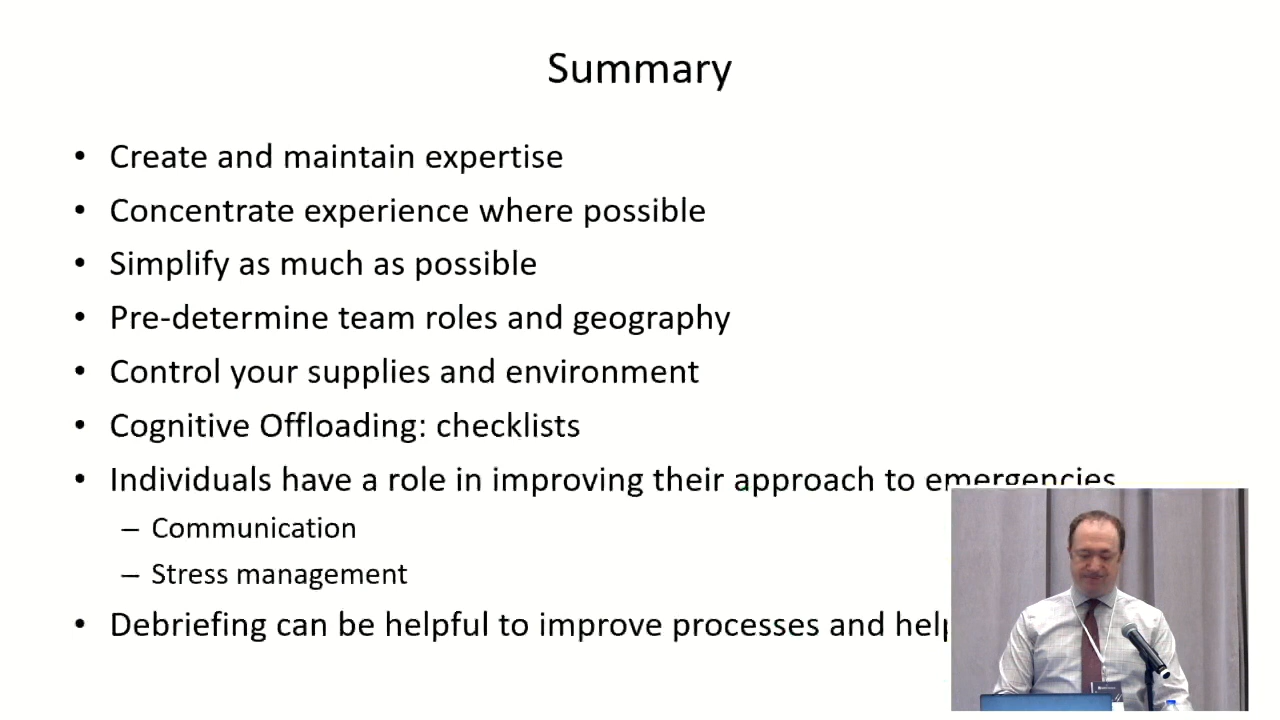 Summary
• Create and maintain expertise
• Concentrate experience where possible
• Simplify as much as possible
• Pre-determine team roles and geography
• Control your supplies and environment
• Cognitive Offloading: checklists
• Individuals have a role in improving their approach to emergencies
– Communication
– Stress management
• Debriefing can be helpful to improve processes and